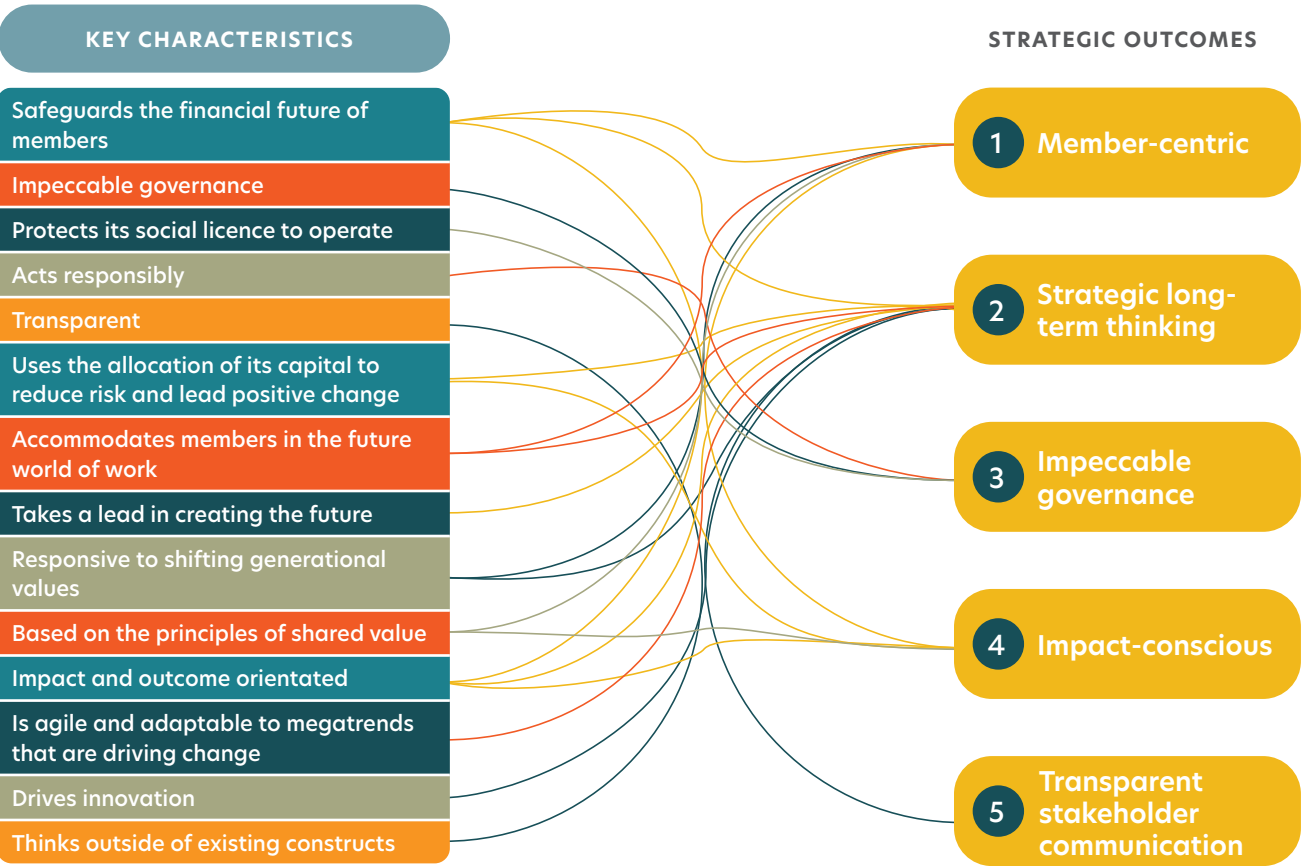 KEY CHARACTERISTICS
Safeguards the financial future of
members
Impeccable governance
Protects its social licence to operate
Acts responsibly
Transparent
Uses the allocation of its capital to
reduce risk and lead positive change
Accommodates members in the future
world of work
Takes a lead in creating the future
Responsive to shifting generational
values
Based on the principles of shared value
Impact and outcome orientated
Is agile and adaptable to megatrends
that are driving change
Drives innovation
Thinks outside of existing constructs
STRATEGIC OUTCOMES
1 Member-centric
2 Strategic long-
term thinking
3 Impeccable
governance
4 Impact-conscious
5 Transparent
stakeholder
communication